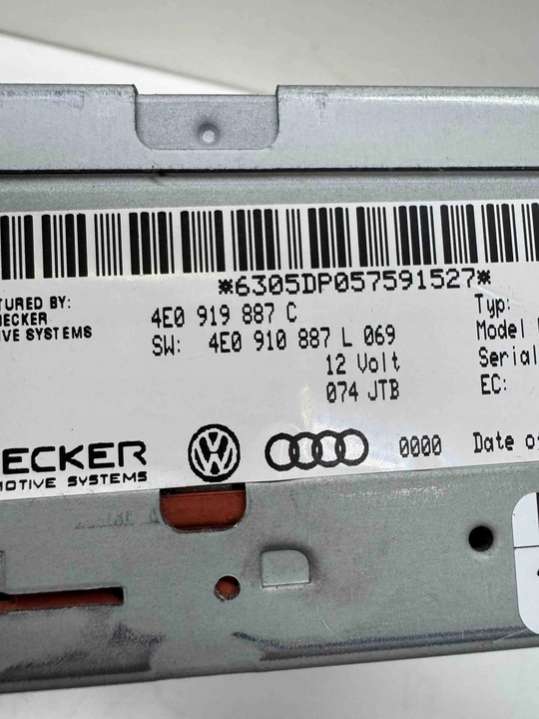 *6305DP057591527*
TURED BY:
ECKER
IVE SYSTEMS
4E0 919 887 C
SW: 4E0 910 887 L 069
12 Volt
074 JTB
Typ:
Model
Serial
EC:
ECKER
MOTIVE SYSTEMS
VW
0000
Date o